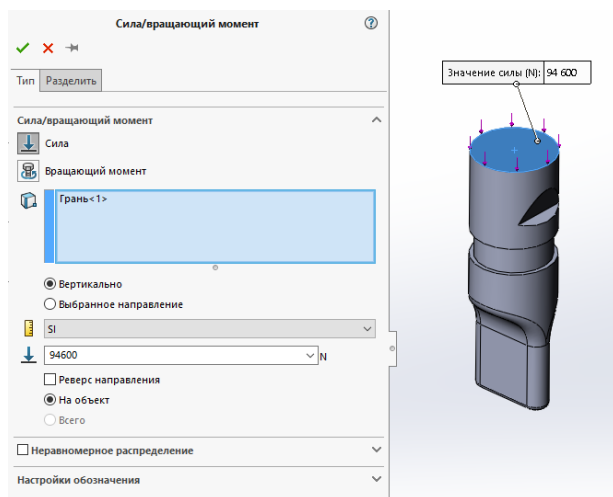 Сила/вращающий момент
Тип Разделить
Сила/вращающий момент
Сила
Вращающий момент
Грань<1>
Вертикально
Выбранное направление
SI
94600 N
Реверс направления
На объект
Всего
Неравномерное распределение
Настройки обозначения
Значение силы (N): 94 600